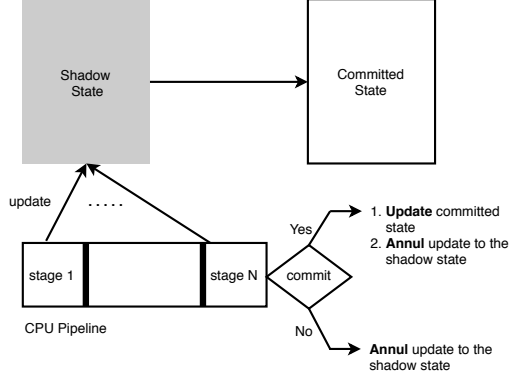 Shadow
State
Committed
State
update
.....
Yes
1. Update committed
state
2. Annul update to the
shadow state
stage 1
stage N
commit
CPU Pipeline
No
Annul update to the
shadow state